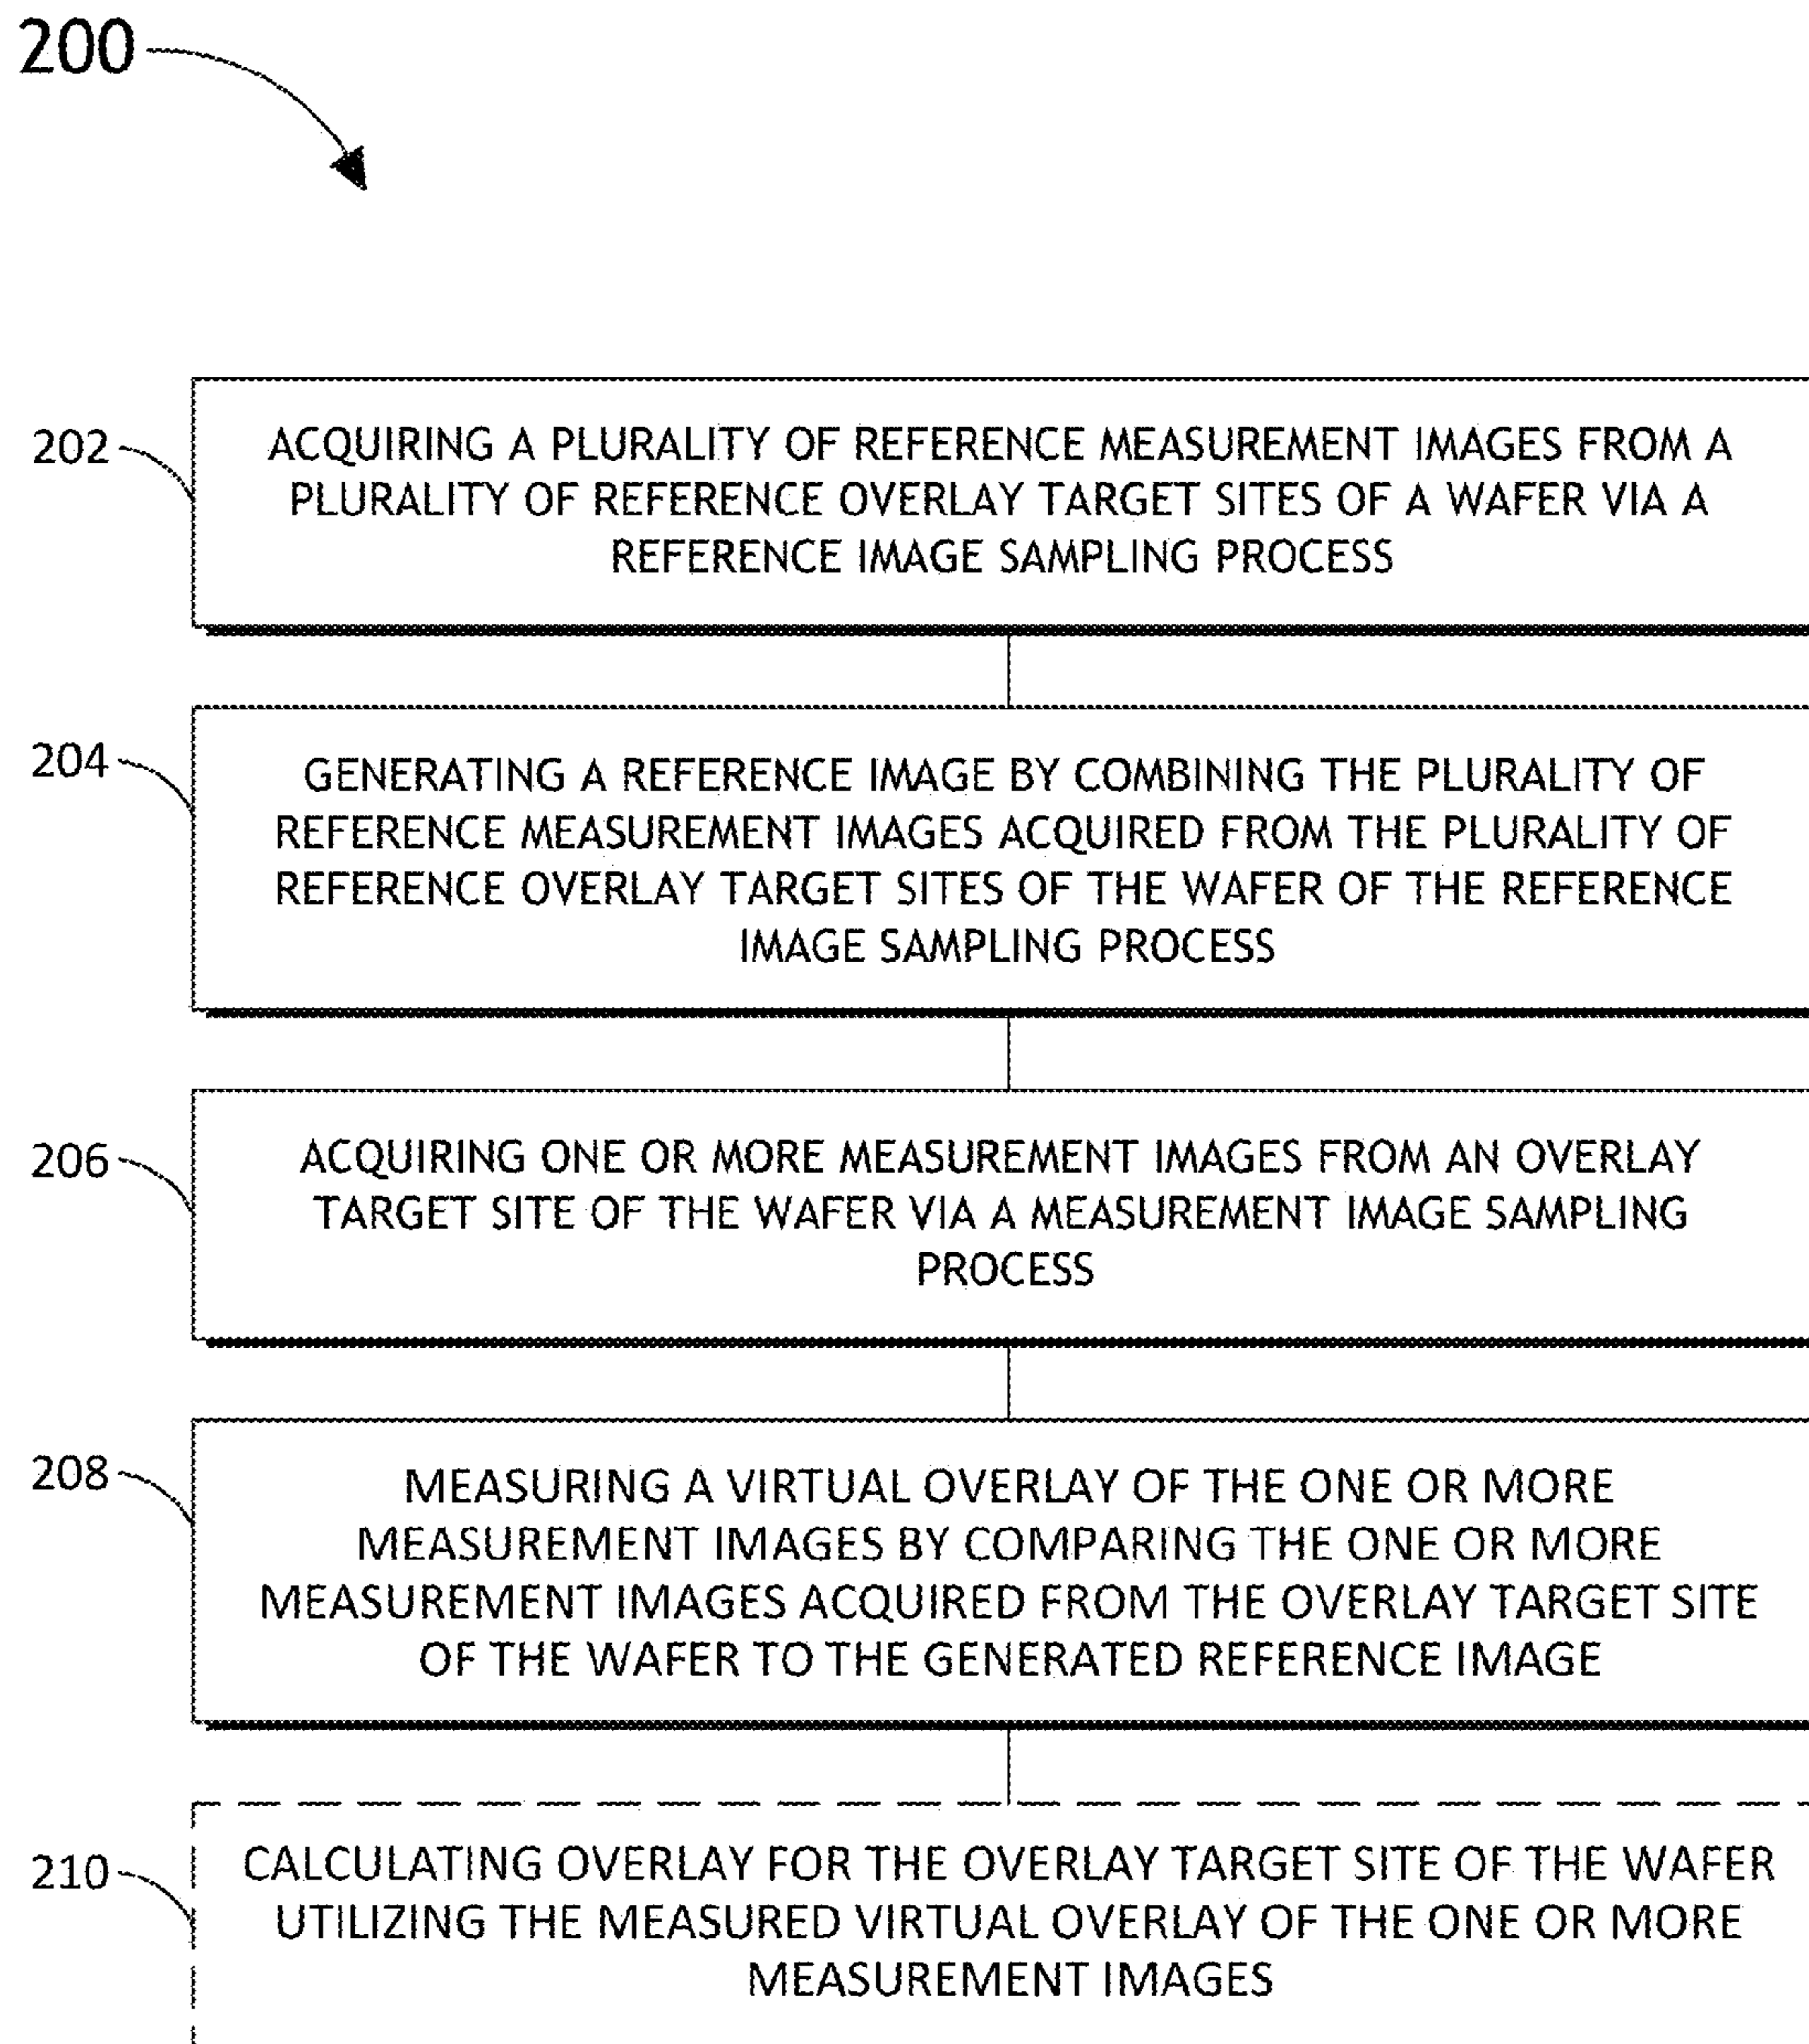 200
202
ACQUIRING A PLURALITY OF REFERENCE MEASUREMENT IMAGES FROM A
PLURALITY OF REFERENCE OVERLAY TARGET SITES OF A WAFER VIA A
REFERENCE IMAGE SAMPLING PROCESS
204
GENERATING A REFERENCE IMAGE BY COMBINING THE PLURALITY OF
REFERENCE MEASUREMENT IMAGES ACQUIRED FROM THE PLURALITY OF
REFERENCE OVERLAY TARGET SITES OF THE WAFER OF THE REFERENCE
IMAGE SAMPLING PROCESS
206
ACQUIRING ONE OR MORE MEASUREMENT IMAGES FROM AN OVERLAY
TARGET SITE OF THE WAFER VIA A MEASUREMENT IMAGE SAMPLING
PROCESS
208
MEASURING A VIRTUAL OVERLAY OF THE ONE OR MORE
MEASUREMENT IMAGES BY COMPARING THE ONE OR MORE
MEASUREMENT IMAGES ACQUIRED FROM THE OVERLAY TARGET SITE
OF THE WAFER TO THE GENERATED REFERENCE IMAGE
210
CALCULATING OVERLAY FOR THE OVERLAY TARGET SITE OF THE WAFER
UTILIZING THE MEASURED VIRTUAL OVERLAY OF THE ONE OR MORE
MEASUREMENT IMAGES